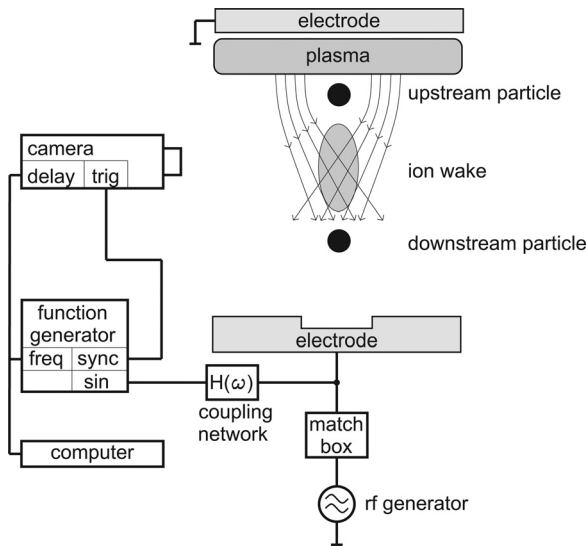 electrode
plasma
upstream particle
camera
delay trig
ion wake
downstream particle
function
generator
freq sync
sin
electrode
H(ω)
coupling
network
match
box
computer
rf generator